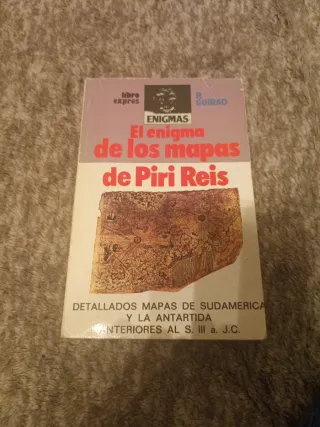 libro
expres
P. GUIRAO
ENIGMAS
El enigma
de los mapas
de Piri Reis
DETALLADOS MAPAS DE SUDAMERICA
Y LA ANTARTIDA
ANTERIORES AL S. III a. J.C.